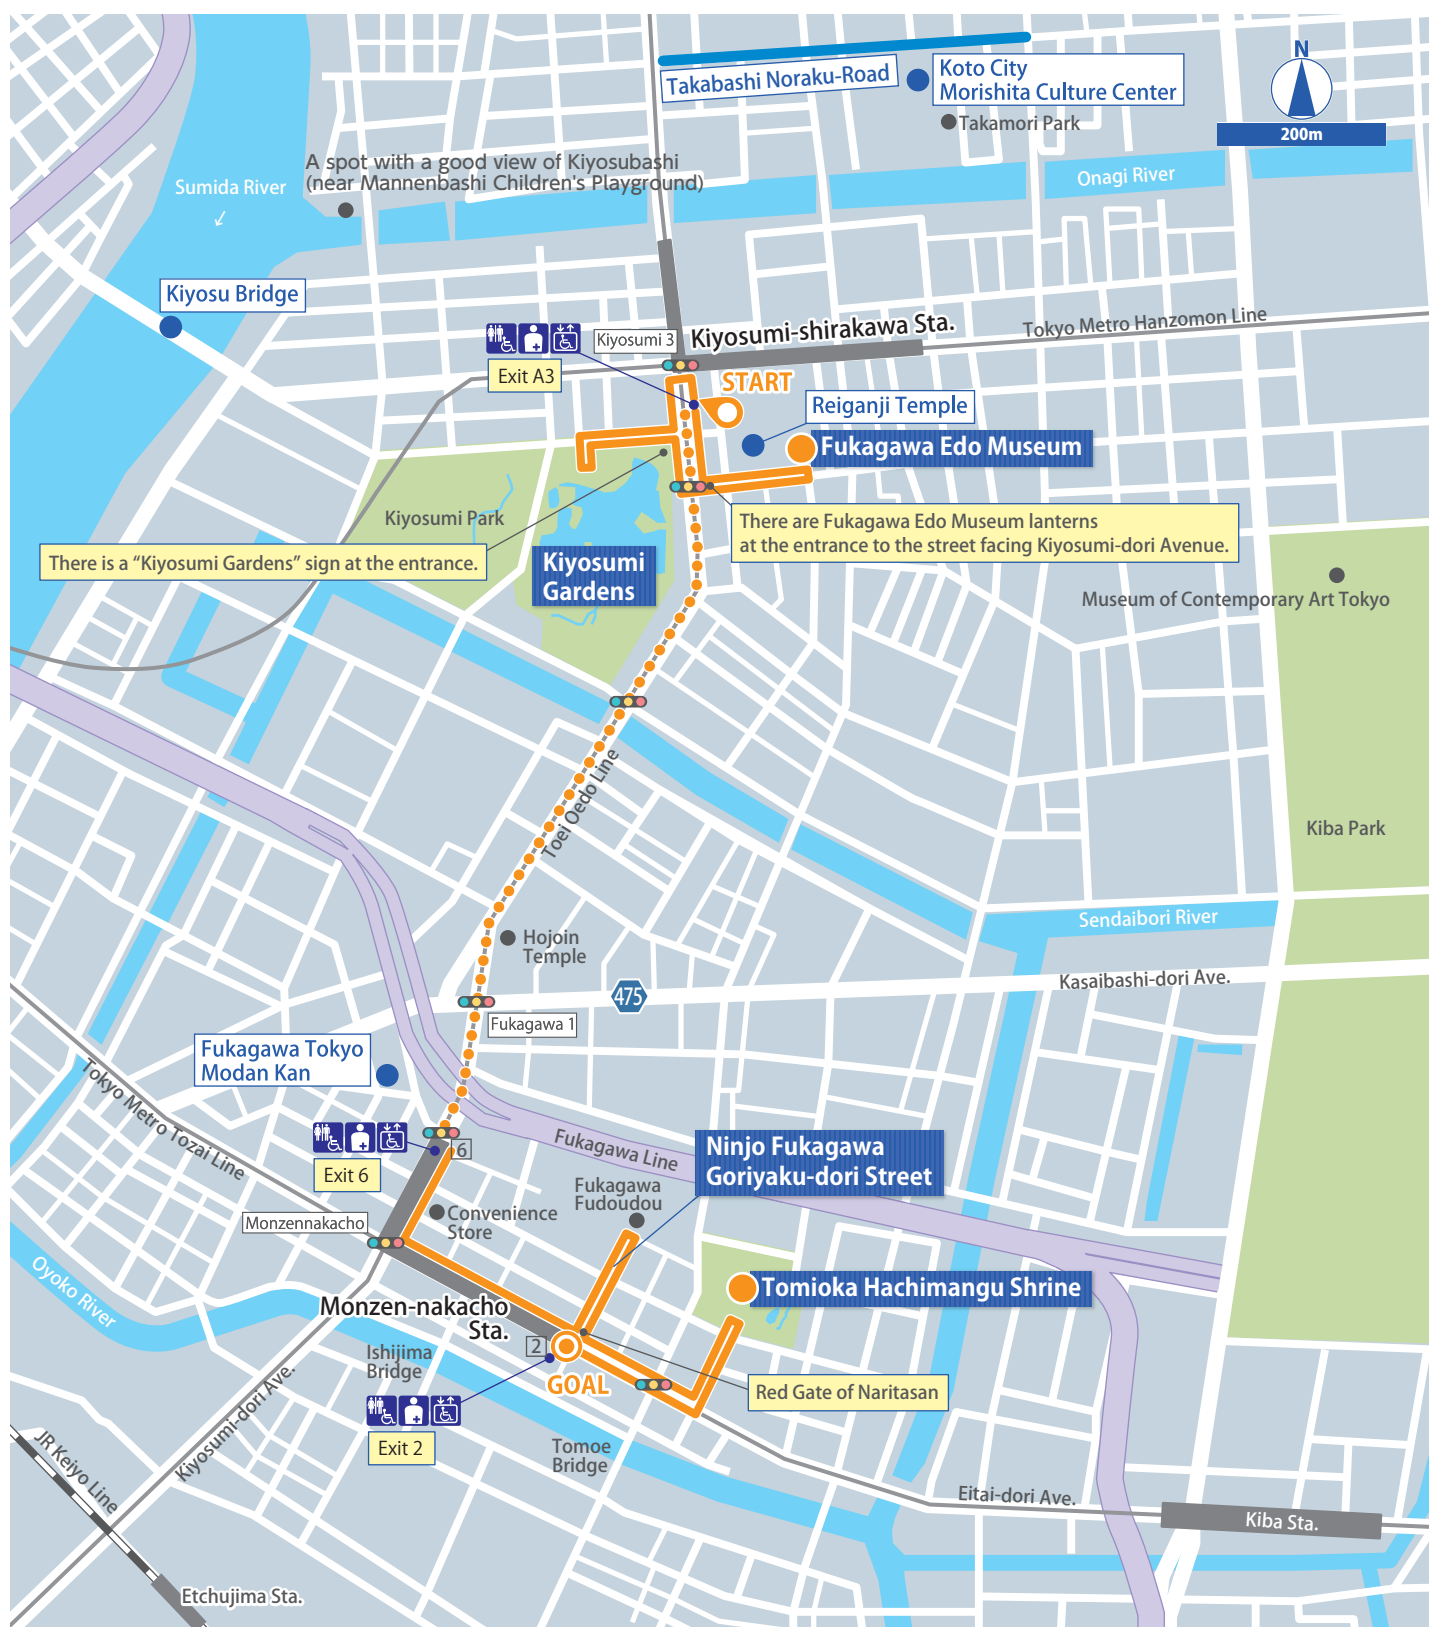 Takabashi Noraku-Road
Koto City
Morishita Culture Center
Takamori Park
N
200m
A spot with a good view of Kiyosubashi
(near Mannenbashi Children's Playground)
Sumida River
↙
Onagi River
Kiyosu Bridge
Kiyosumi 3
Kiyosumi-shirakawa Sta.
Tokyo Metro Hanzomon Line
Exit A3
START
Reiganji Temple
Fukagawa Edo Museum
Kiyosumi Park
There are Fukagawa Edo Museum lanterns
at the entrance to the street facing Kiyosumi-dori Avenue.
There is a “Kiyosumi Gardens” sign at the entrance.
Kiyosumi
Gardens
Museum of Contemporary Art Tokyo
Toei Oedo Line
Kiba Park
Sendaibori River
Hojoin
Temple
Kasaibashi-dori Ave.
475
Fukagawa 1
Fukagawa Tokyo
Modan Kan
Tokyo Metro Tozai Line
6
Exit 6
Fukagawa Line
Ninjo Fukagawa
Goriyaku-dori Street
Fukagawa
Fudoudou
Convenience
Store
Monzennakacho
Oyoko River
Tomioka Hachimangu Shrine
Monzen-nakacho
Sta.
2
Ishijima
Bridge
GOAL
Red Gate of Naritasan
Kiyosumi-dori Ave.
Exit 2
Tomoe
Bridge
JR Keiyo Line
Eitai-dori Ave.
Kiba Sta.
Etchujima Sta.